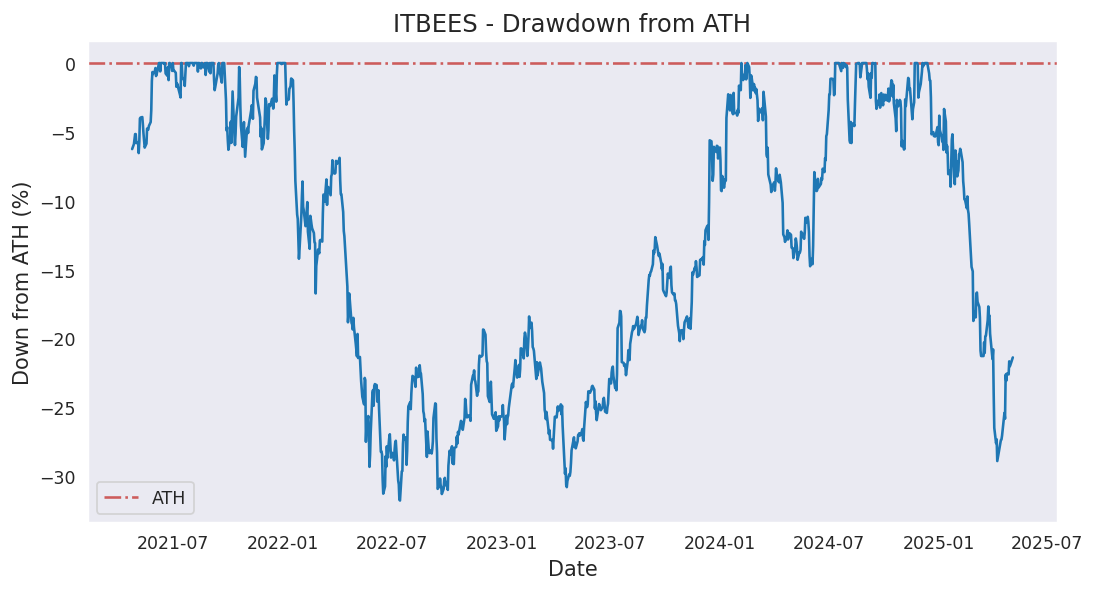 ITBEES - Drawdown from ATH
Down from ATH (%)
0
−5
−10
−15
−20
−25
−30
ATH
2021-07 2022-01 2022-07 2023-01 2023-07 2024-01 2024-07 2025-01 2025-07
Date